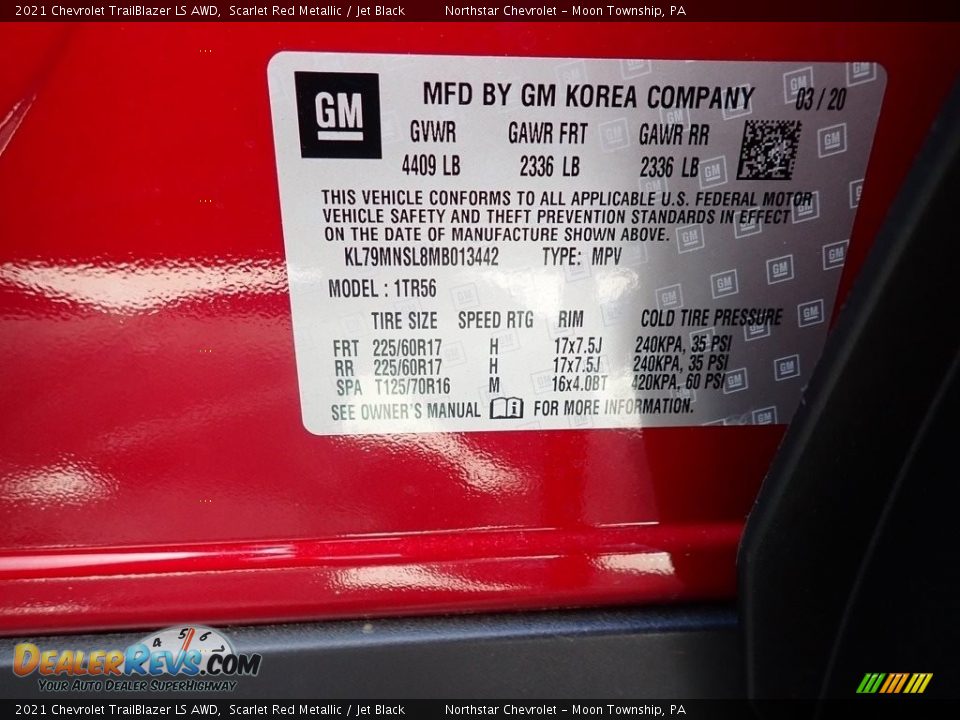 2021 Chevrolet TrailBlazer LS AWD, Scarlet Red Metallic / Jet Black Northstar Chevrolet - Moon Township, PA
GM
MFD BY GM KOREA COMPANY 03/20
GVWR GAWR FRT GAWR RR
4409 LB 2336 LB 2336 LB
THIS VEHICLE CONFORMS TO ALL APPLICABLE U.S. FEDERAL MOTOR
VEHICLE SAFETY AND THEFT PREVENTION STANDARDS IN EFFECT
ON THE DATE OF MANUFACTURE SHOWN ABOVE.
KL79MNSL8MB013442 TYPE: MPV
MODEL : 1TR56
TIRE SIZE SPEED RTG RIM COLD TIRE PRESSURE
FRT 225/60R17 H 17x7.5J 240KPA, 35 PSI
RR 225/60R17 H 17x7.5J 240KPA, 35 PSI
SPA T125/70R16 M 16x4.0BT 420KPA, 60 PSI
SEE OWNER'S MANUAL FOR MORE INFORMATION.
4 5 6
DEALERREVS.COM
YOUR AUTO DEALER SUPERHIGHWAY
2021 Chevrolet TrailBlazer LS AWD, Scarlet Red Metallic / Jet Black Northstar Chevrolet - Moon Township, PA